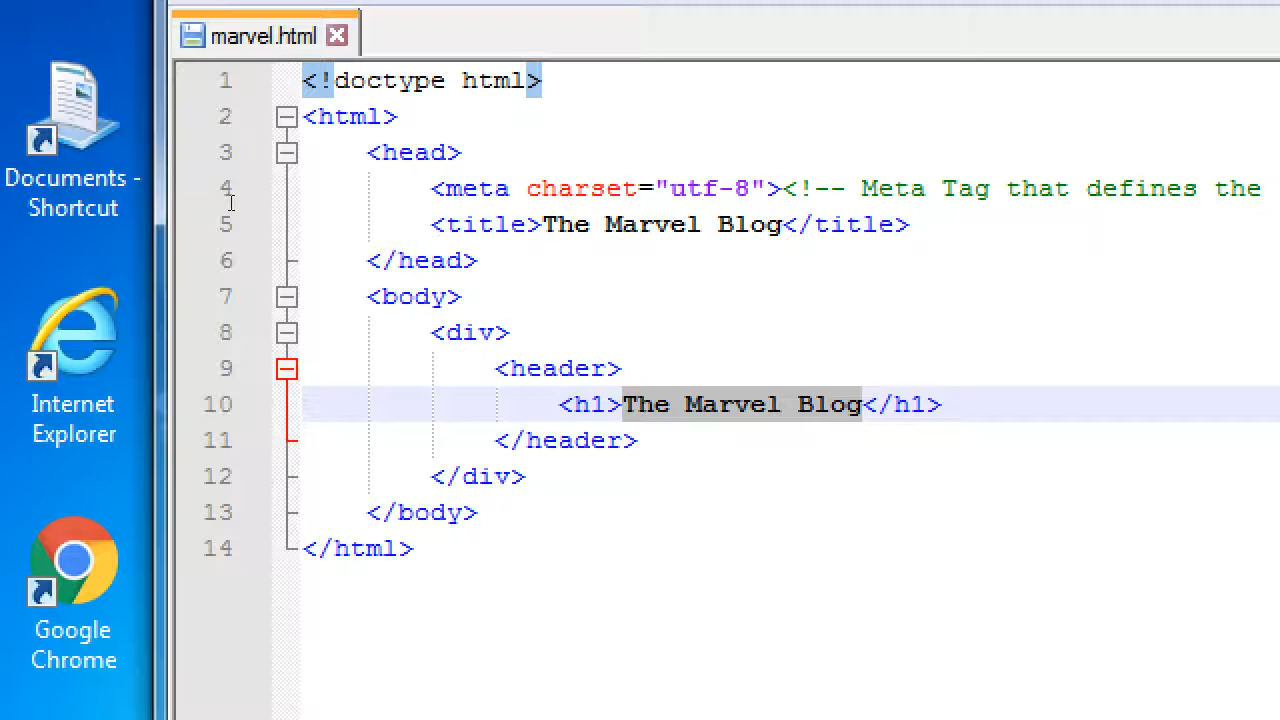 Documents -
Shortcut
Internet
Explorer
Google
Chrome
marvel.html
1 <!doctype html>
2 <html>
3 <head>
4 <meta charset="utf-8"><!-- Meta Tag that defines the
5 <title>The Marvel Blog</title>
6 </head>
7 <body>
8 <div>
9 <header>
10 <h1>The Marvel Blog</h1>
11 </header>
12 </div>
13 </body>
14 </html>